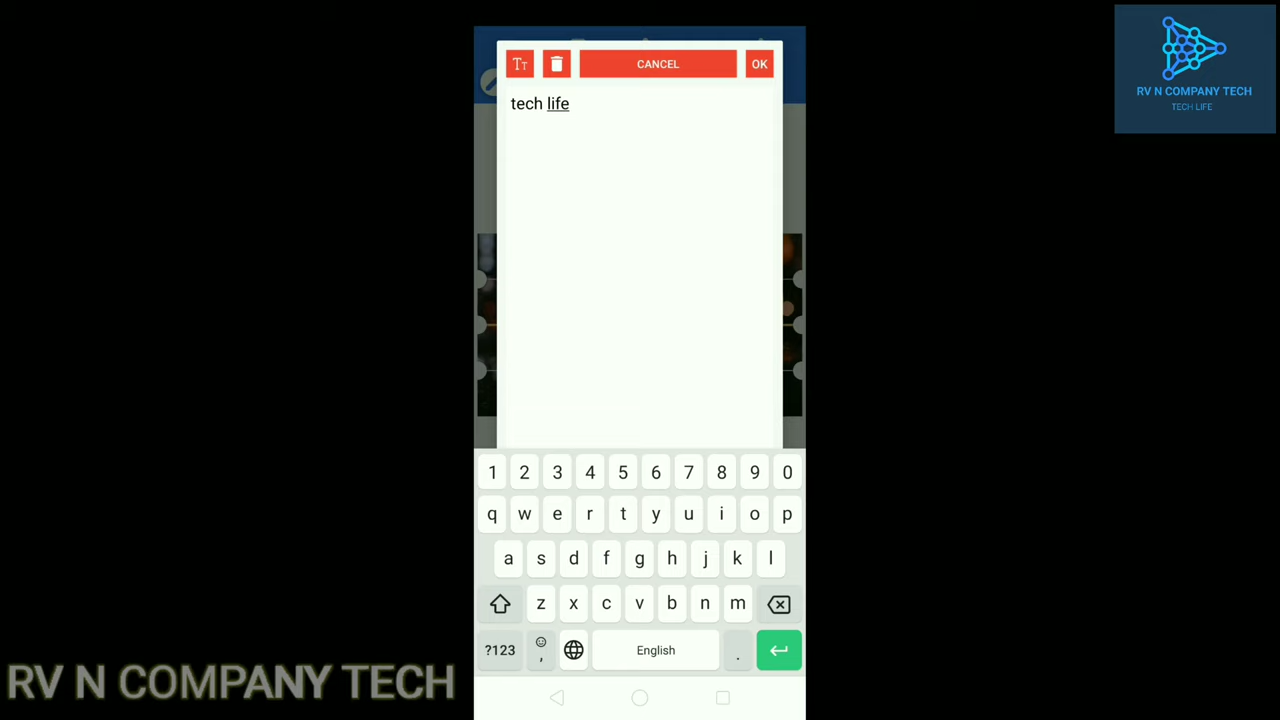 Tт
CANCEL
OK
tech life
RV N COMPANY TECH
TECH LIFE
1 2 3 4 5 6 7 8 9 0
q w e r t y u i o p
a s d f g h j k l
z x c v b n m
?123 , English .
RV N COMPANY TECH